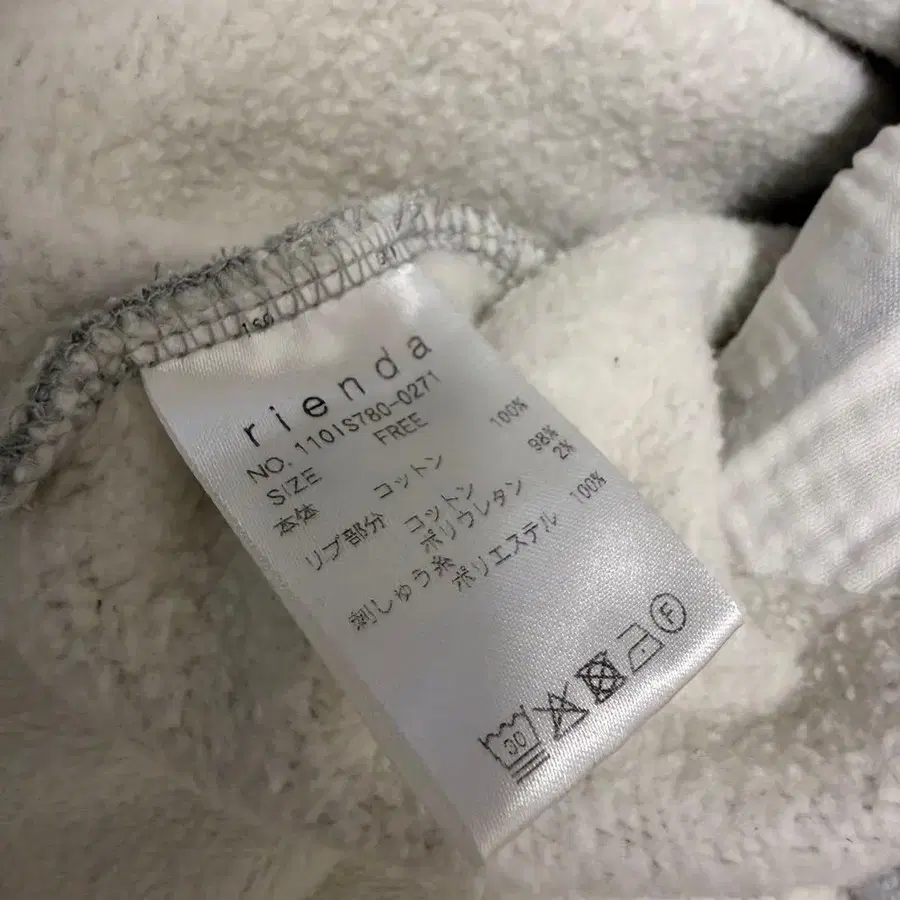 rienda
NO. 110IS780-0271
SIZE FREE
本体 コットン 100%
リブ部分 コットン 98%
ポリウレタン 2%
刺しゅう糸 ポリエステル 100%
30
F